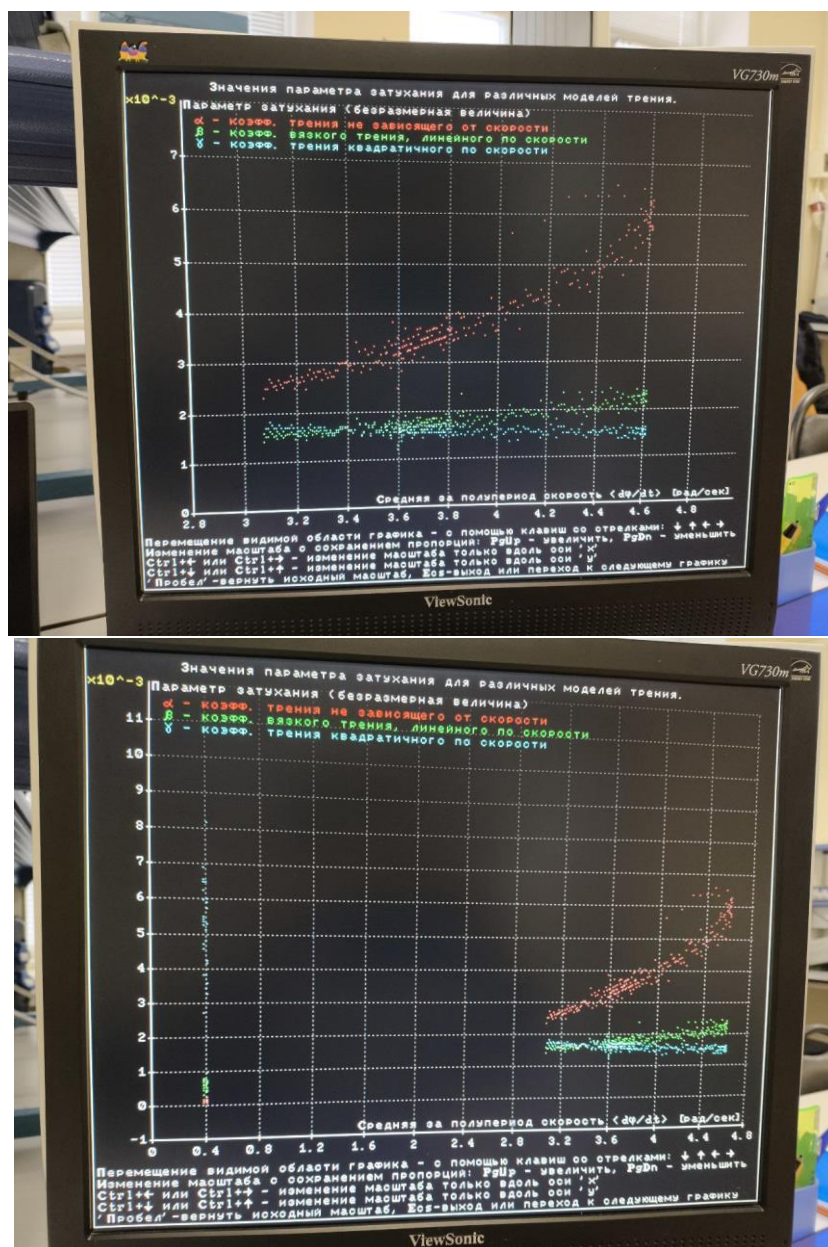 VG730m
Значения параметра затухания для различных моделей трения.
×10^-3
Параметр затухания (безразмерная величина)
α - коэфф. трения не зависящего от скорости
β - коэфф. вязкого трения, линейного по скорости
γ - коэфф. трения квадратичного по скорости
7
6
5
4
3
2
1
0
Средняя за полупериод скорость <dφ/dt> [рад/сек]
2.8 3 3.2 3.4 3.6 3.8 4 4.2 4.4 4.6 4.8
Перемещение видимой области графика - с помощью клавиш со стрелками: ↓ ↑ ← →
Изменение масштаба с сохранением пропорции: PgUp - увеличить, PgDn - уменьшить
Ctrl+← или Ctrl+→ - изменение масштаба только вдоль оси 'x'
Ctrl+↓ или Ctrl+↑ - изменение масштаба только вдоль оси 'y'
'Пробел'-вернуть исходный масштаб, Ecs-выход или переход к следующему графику
ViewSonic
VG730m
Значения параметра затухания для различных моделей трения.
×10^-3
Параметр затухания (безразмерная величина)
α - коэфф. трения не зависящего от скорости
β - коэфф. вязкого трения, линейного по скорости
γ - коэфф. трения квадратичного по скорости
11
10
9
8
7
6
5
4
3
2
1
0
Средняя за полупериод скорость <dφ/dt> [рад/сек]
-1
0 0.4 0.8 1.2 1.6 2 2.4 2.8 3.2 3.6 4 4.4 4.8
Перемещение видимой области графика - с помощью клавиш со стрелками: ↓ ↑ ← →
Изменение масштаба с сохранением пропорции: PgUp - увеличить, PgDn - уменьшить
Ctrl+← или Ctrl+→ - изменение масштаба только вдоль оси 'x'
Ctrl+↓ или Ctrl+↑ - изменение масштаба только вдоль оси 'y'
'Пробел'-вернуть исходный масштаб, Ecs-выход или переход к следующему графику
ViewSonic